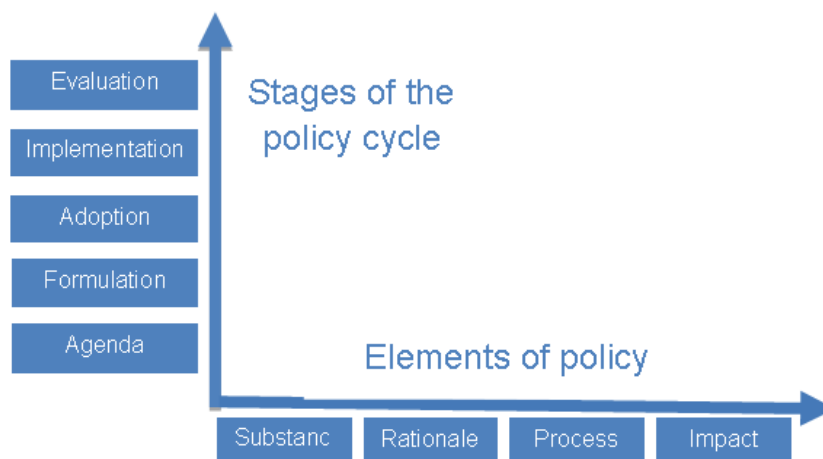 Evaluation
Stages of the
policy cycle
Implementation
Adoption
Formulation
Agenda
Elements of policy
Substanc
Rationale
Process
Impact